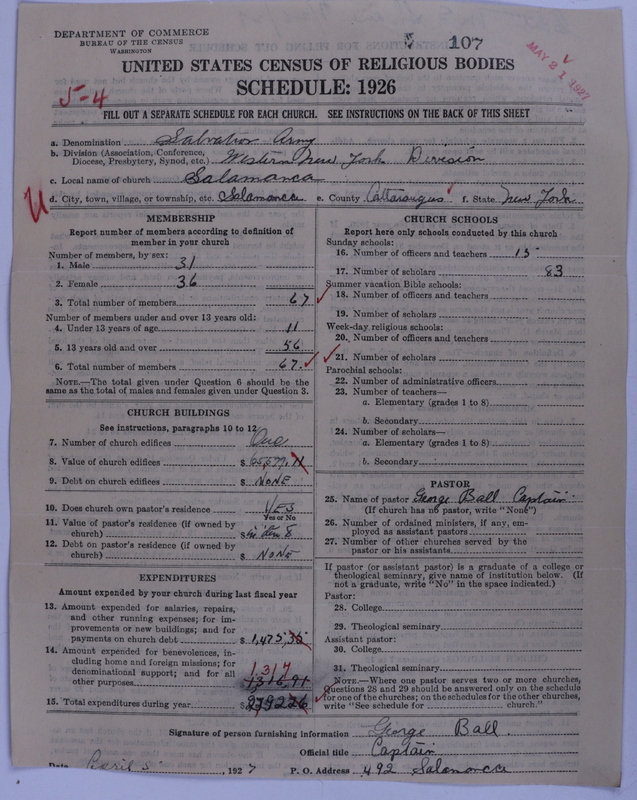 DEPARTMENT OF COMMERCE
BUREAU OF THE CENSUS
WASHINGTON
107
MAY 21 1927
UNITED STATES CENSUS OF RELIGIOUS BODIES
SCHEDULE: 1926
5-4
FILL OUT A SEPARATE SCHEDULE FOR EACH CHURCH. SEE INSTRUCTIONS ON THE BACK OF THIS SHEET
a. Denomination Salvation Army
b. Division (Association, Conference, Diocese, Presbytery, Synod, etc.) Western New York Division
c. Local name of church Salamanca
U
d. City, town, village, or township, etc. Salamanca e. County Cattaraugus f. State New York
MEMBERSHIP
Report number of members according to definition of
member in your church
Number of members, by sex:
1. Male 31
2. Female 36
3. Total number of members 67
Number of members under and over 13 years old:
4. Under 13 years of age 11
5. 13 years old and over 56
6. Total number of members 67.
NOTE.—The total given under Question 6 should be the
same as the total of males and females given under Question 3.
CHURCH BUILDINGS
See instructions, paragraphs 10 to 12
7. Number of church edifices One
8. Value of church edifices $
9. Debt on church edifices $ NONE
10. Does church own pastor's residence YES
Yes or No
11. Value of pastor's residence (if owned by
church) $ 8
12. Debt on pastor's residence (if owned by
church) $ NONE
EXPENDITURES
Amount expended by your church during last fiscal year
13. Amount expended for salaries, repairs,
and other running expenses; for im-
provements or new buildings; and for
payments on church debt $ 1,475.35
14. Amount expended for benevolences, in-
cluding home and foreign missions; for
denominational support; and for all 1317
other purposes 1316.91
15. Total expenditures during year $ 279226
CHURCH SCHOOLS
Report here only schools conducted by this church
Sunday schools:
16. Number of officers and teachers 15
17. Number of scholars 83
Summer vacation Bible schools:
18. Number of officers and teachers
19. Number of scholars
Week-day religious schools:
20. Number of officers and teachers
21. Number of scholars
Parochial schools:
22. Number of administrative officers
23. Number of teachers—
a. Elementary (grades 1 to 8)
b. Secondary
24. Number of scholars—
a. Elementary (grades 1 to 8)
b. Secondary
PASTOR
25. Name of pastor George Ball Captain
(If church has no pastor, write "None")
26. Number of ordained ministers, if any, em-
ployed as assistant pastors
27. Number of other churches served by the
pastor or his assistants
If pastor (or assistant pastor) is a graduate of a college or
theological seminary, give name of institution below. (If
not a graduate, write "No" in the space indicated.)
Pastor:
28. College
29. Theological seminary
Assistant pastor:
30. College
31. Theological seminary
NOTE.—Where one pastor serves two or more churches,
Questions 28 and 29 should be answered only on the schedule
for one of the churches; on the schedules for the other churches,
write "See schedule for church."
Signature of person furnishing information George Ball
Official title Captain
Date April 5, 1927 P. O. Address 492 Salamanca